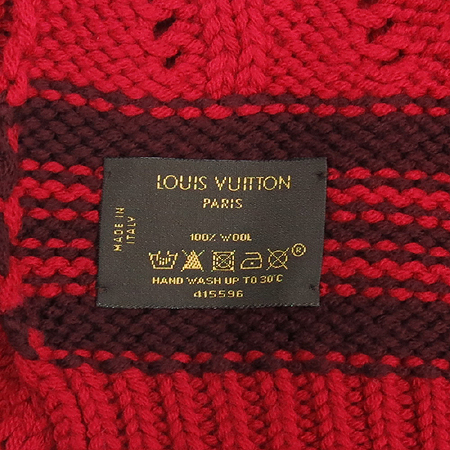 LOUIS VUITTON
PARIS
MADE IN
ITALY
100% WOOL
®
HAND WASH UP TO 30°C
415596